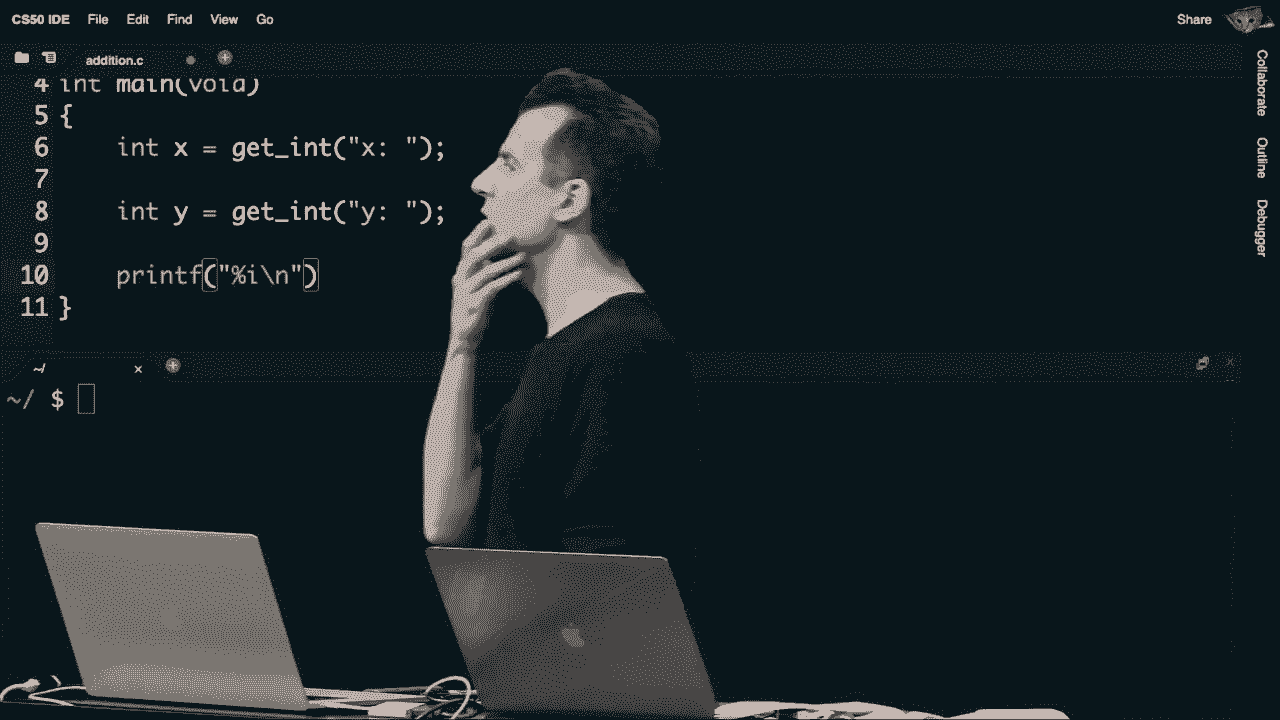 CS50 IDE File Edit Find View Go Share
addition.c
4 int main(void)
5 {
6 int x = get_int("x: ");
7
8 int y = get_int("y: ");
9
10 printf("%i\n")
11 }
~/
~/ $
Collaborate
Outline
Debugger